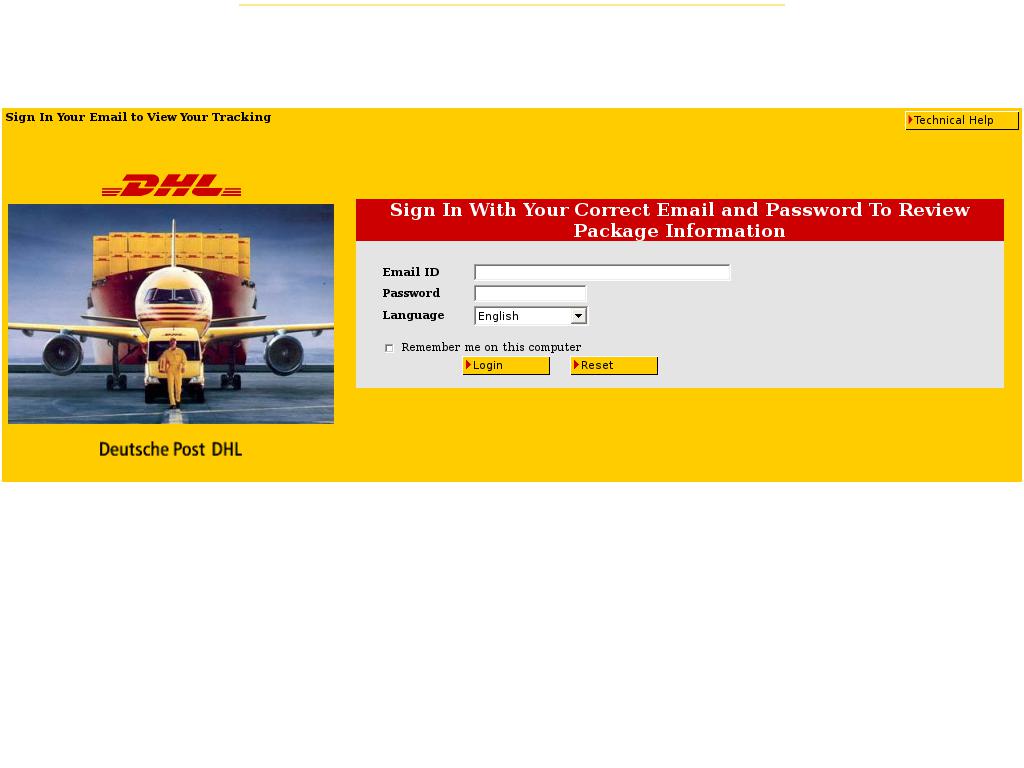 Sign In Your Email to View Your Tracking
Technical Help
DHL
Sign In With Your Correct Email and Password To Review
Package Information
Email ID
Password
Language
English
Remember me on this computer
Login
Reset
Deutsche Post DHL